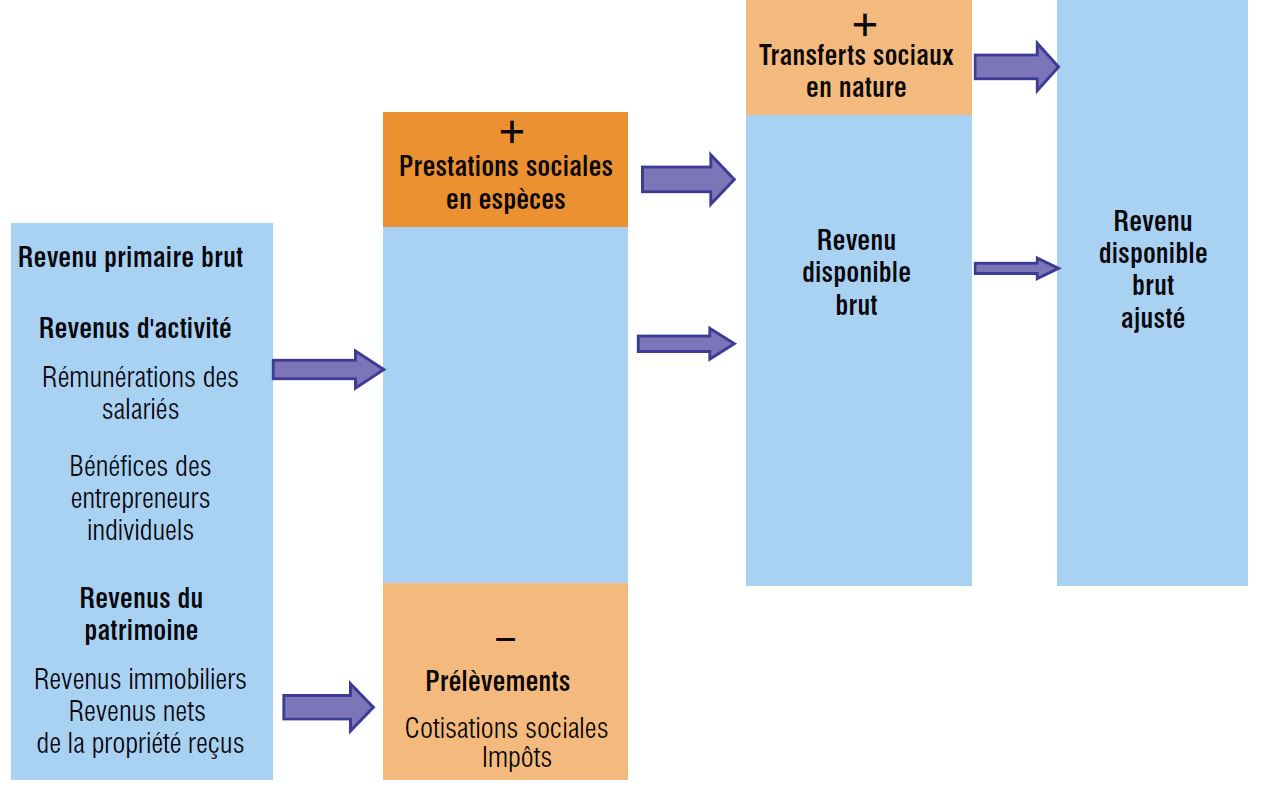 Revenu primaire brut
Revenus d'activité
Rémunérations des
salariés
Bénéfices des
entrepreneurs
individuels
Revenus du
patrimoine
Revenus immobiliers
Revenus nets
de la propriété reçus
+
Prestations sociales
en espèces
−
Prélèvements
Cotisations sociales
Impôts
+
Transferts sociaux
en nature
Revenu
disponible
brut
Revenu
disponible
brut
ajusté